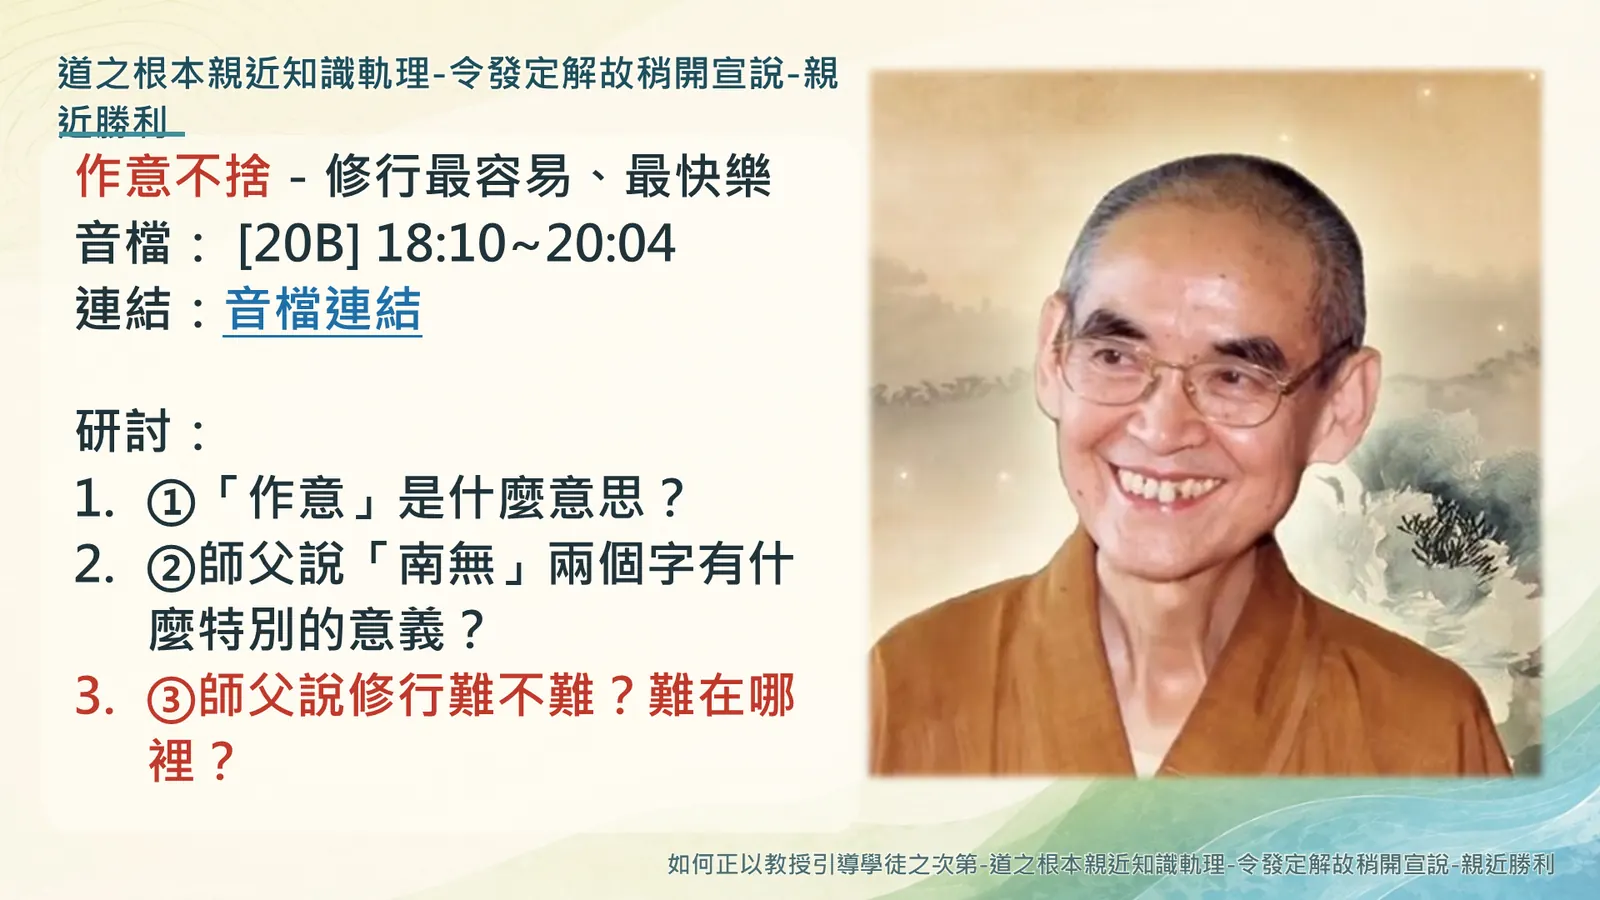 道之根本親近知識軌理-令發定解故稍開宣說-親
近勝利
作意不捨 - 修行最容易、最快樂
音檔： [20B] 18:10~20:04
連結：音檔連結
研討：
1. ①「作意」是什麼意思？
2. ②師父說「南無」兩個字有什
麼特別的意義？
3. ③師父說修行難不難？難在哪
裡？
如何正以教授引導學徒之次第-道之根本親近知識軌理-令發定解故稍開宣說-親近勝利